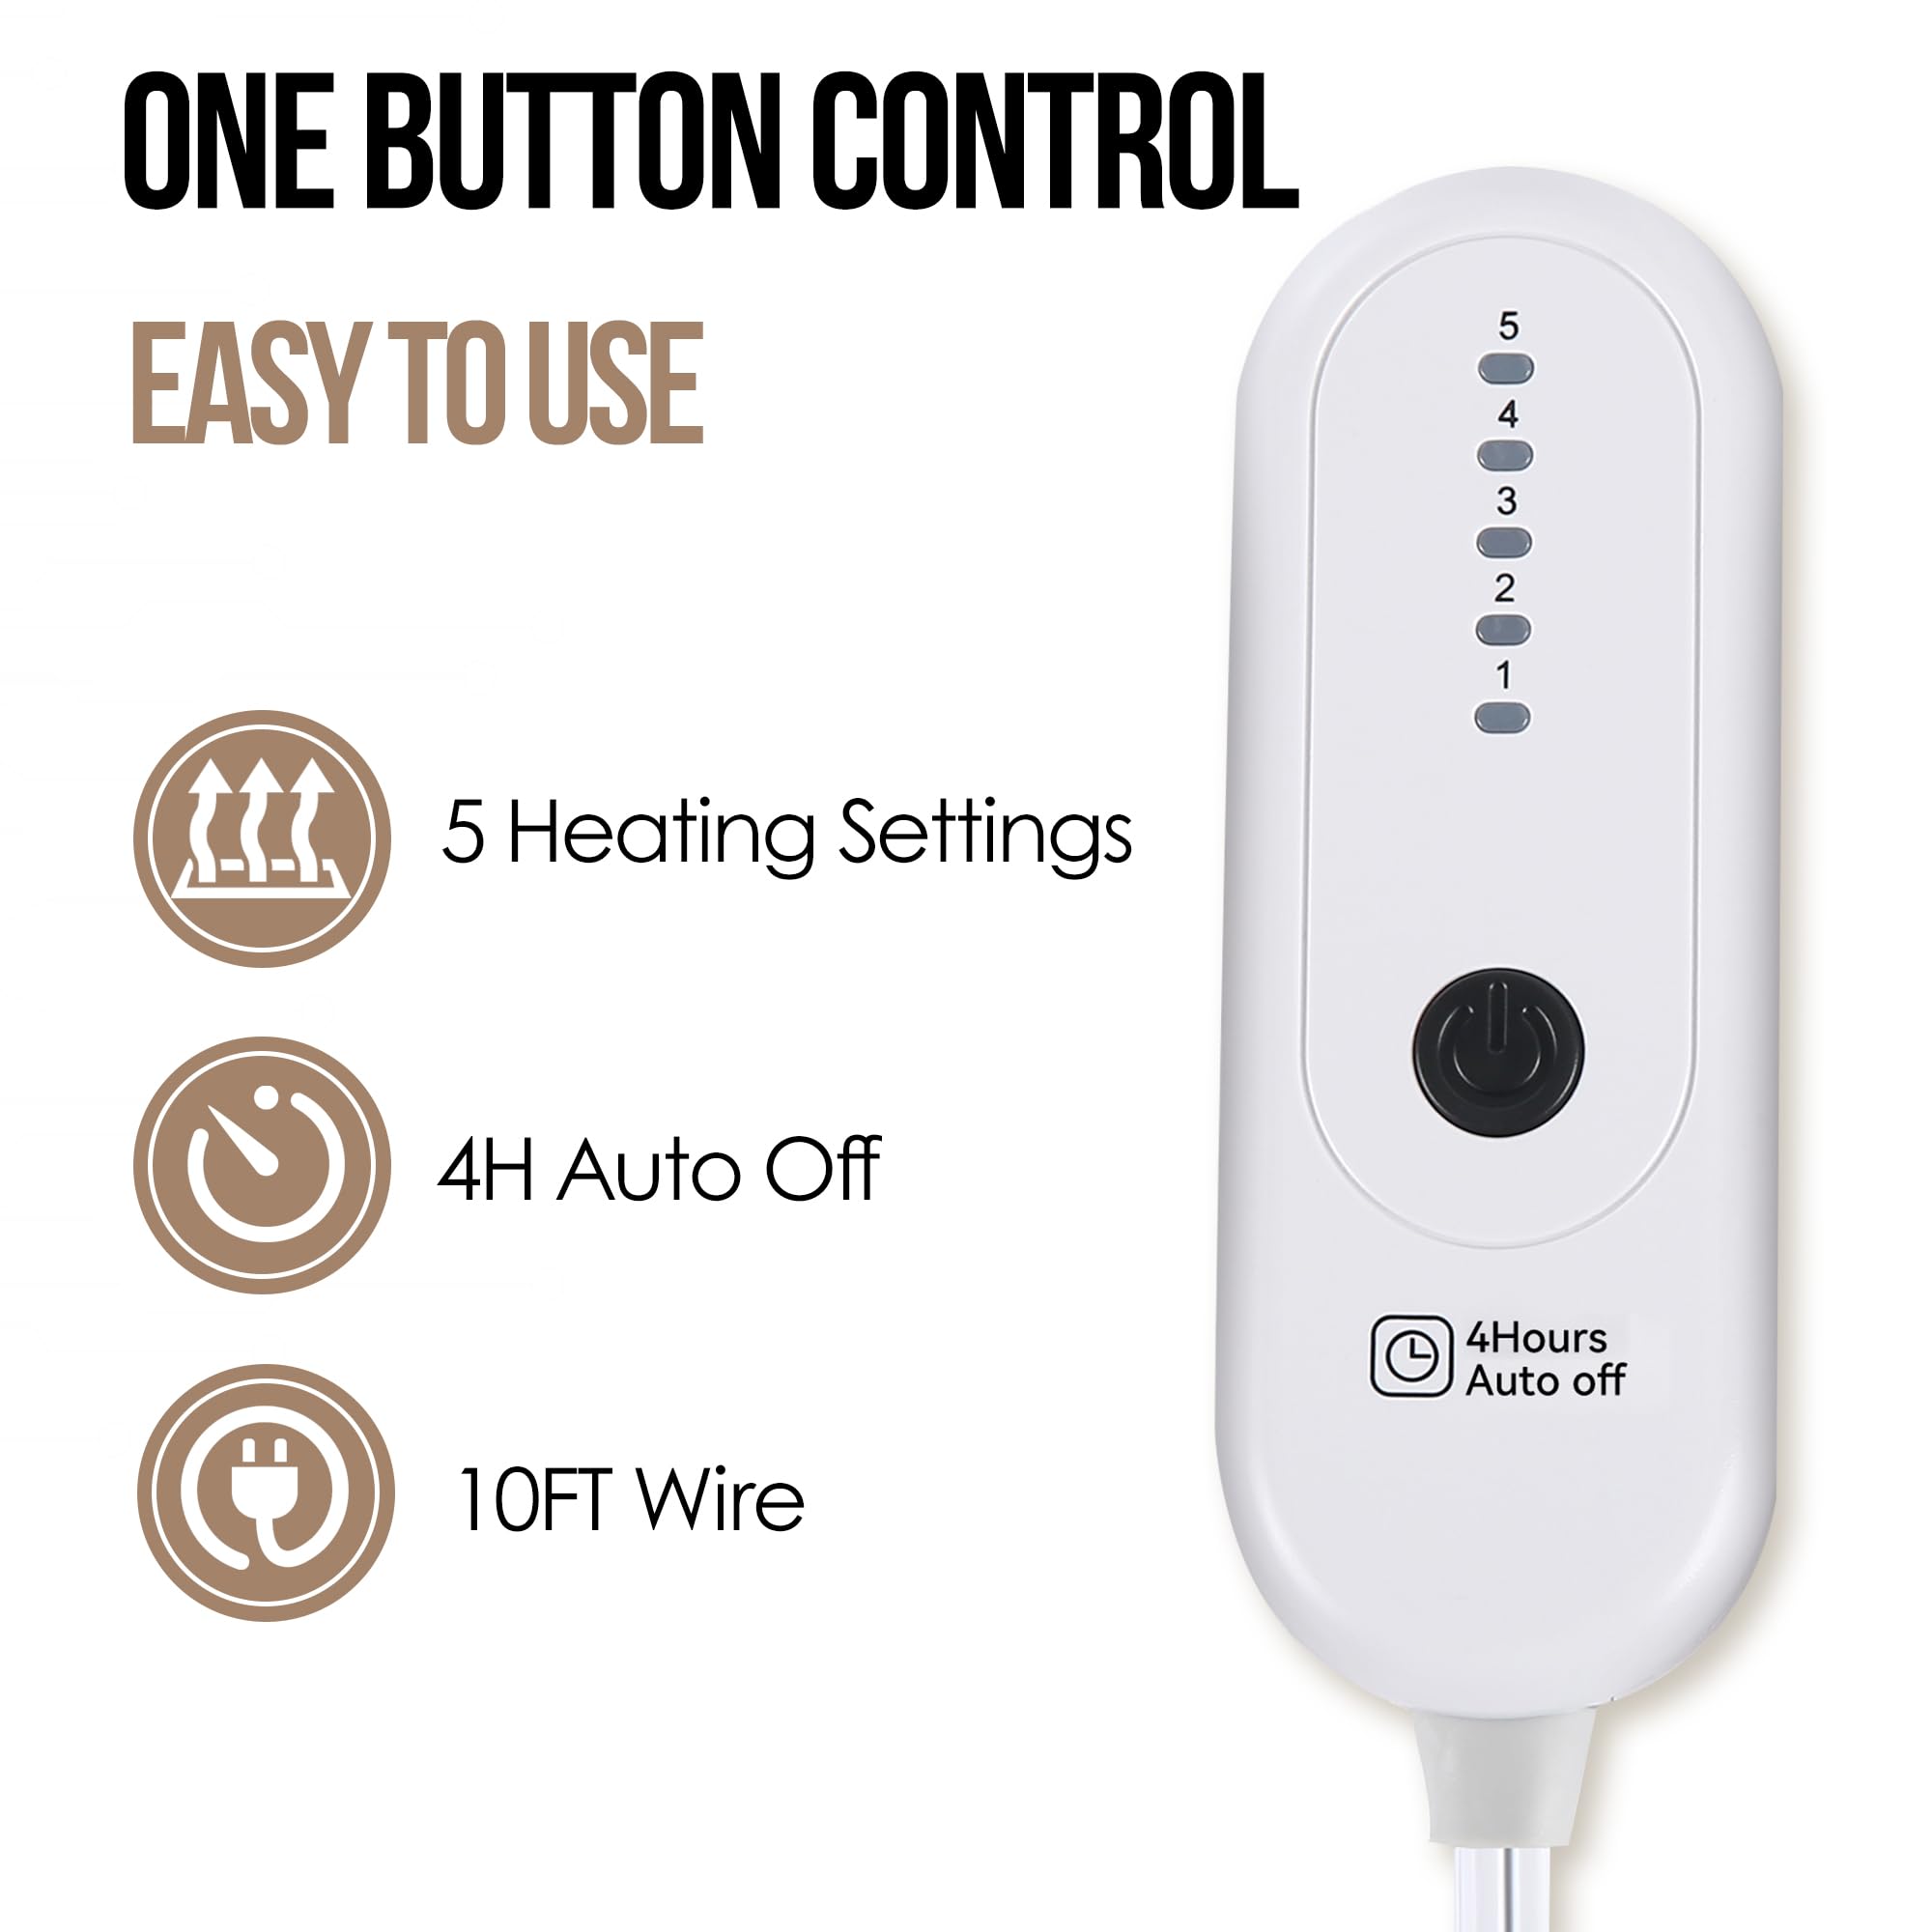 ONE BUTTON CONTROL
EASY TO USE
5 Heating Settings
4H Auto Off
10FT Wire
5
4
3
2
1
4Hours
Auto off